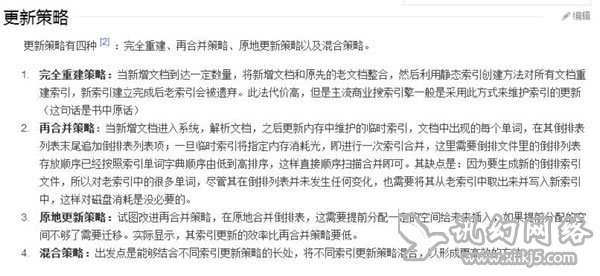 更新策略
编辑
更新策略有四种 [2] ：完全重建、再合并策略、原地更新策略以及混合策略。
1. 完全重建策略：当新增文档到达一定数量，将新增文档和原先的老文档整合，然后利用静态索引创建方法对所有文档重
建索引，新索引建立完成后老索引会被遗弃。此法代价高，但是主流商业搜索引擎一般是采用此方式来维护索引的更新
（这句话是书中原话）
2. 再合并策略：当新增文档进入系统，解析文档，之后更新内存中维护的临时索引，文档中出现的每个单词，在其倒排表
列表末尾追加倒排表列表项；一旦临时索引将指定内存消耗光，即进行一次索引合并，这里需要倒排文件里的倒排列表
存放顺序已经按照索引单词字典顺序由低到高排序，这样直接顺序扫描合并即可。其缺点是：因为要生成新的倒排索引
文件，所以对老索引中的很多单词，尽管其在倒排列表并未发生任何变化，也需要将其从老索引中取出来并写入新索引
中，这样对磁盘消耗是没必要的。
3. 原地更新策略：试图改进再合并策略，在原地合并倒排表，这需要提前分配一定的空间给未来插入，如果提前分配的空
间不够了需要迁移。实际显示，其索引更新的效率比再合并策略要低。
4. 混合策略：出发点是能够结合不同索引更新策略的长处，将不同索引更新策略混合，以形成更高效的
讯约网络
www.xlkj5.com